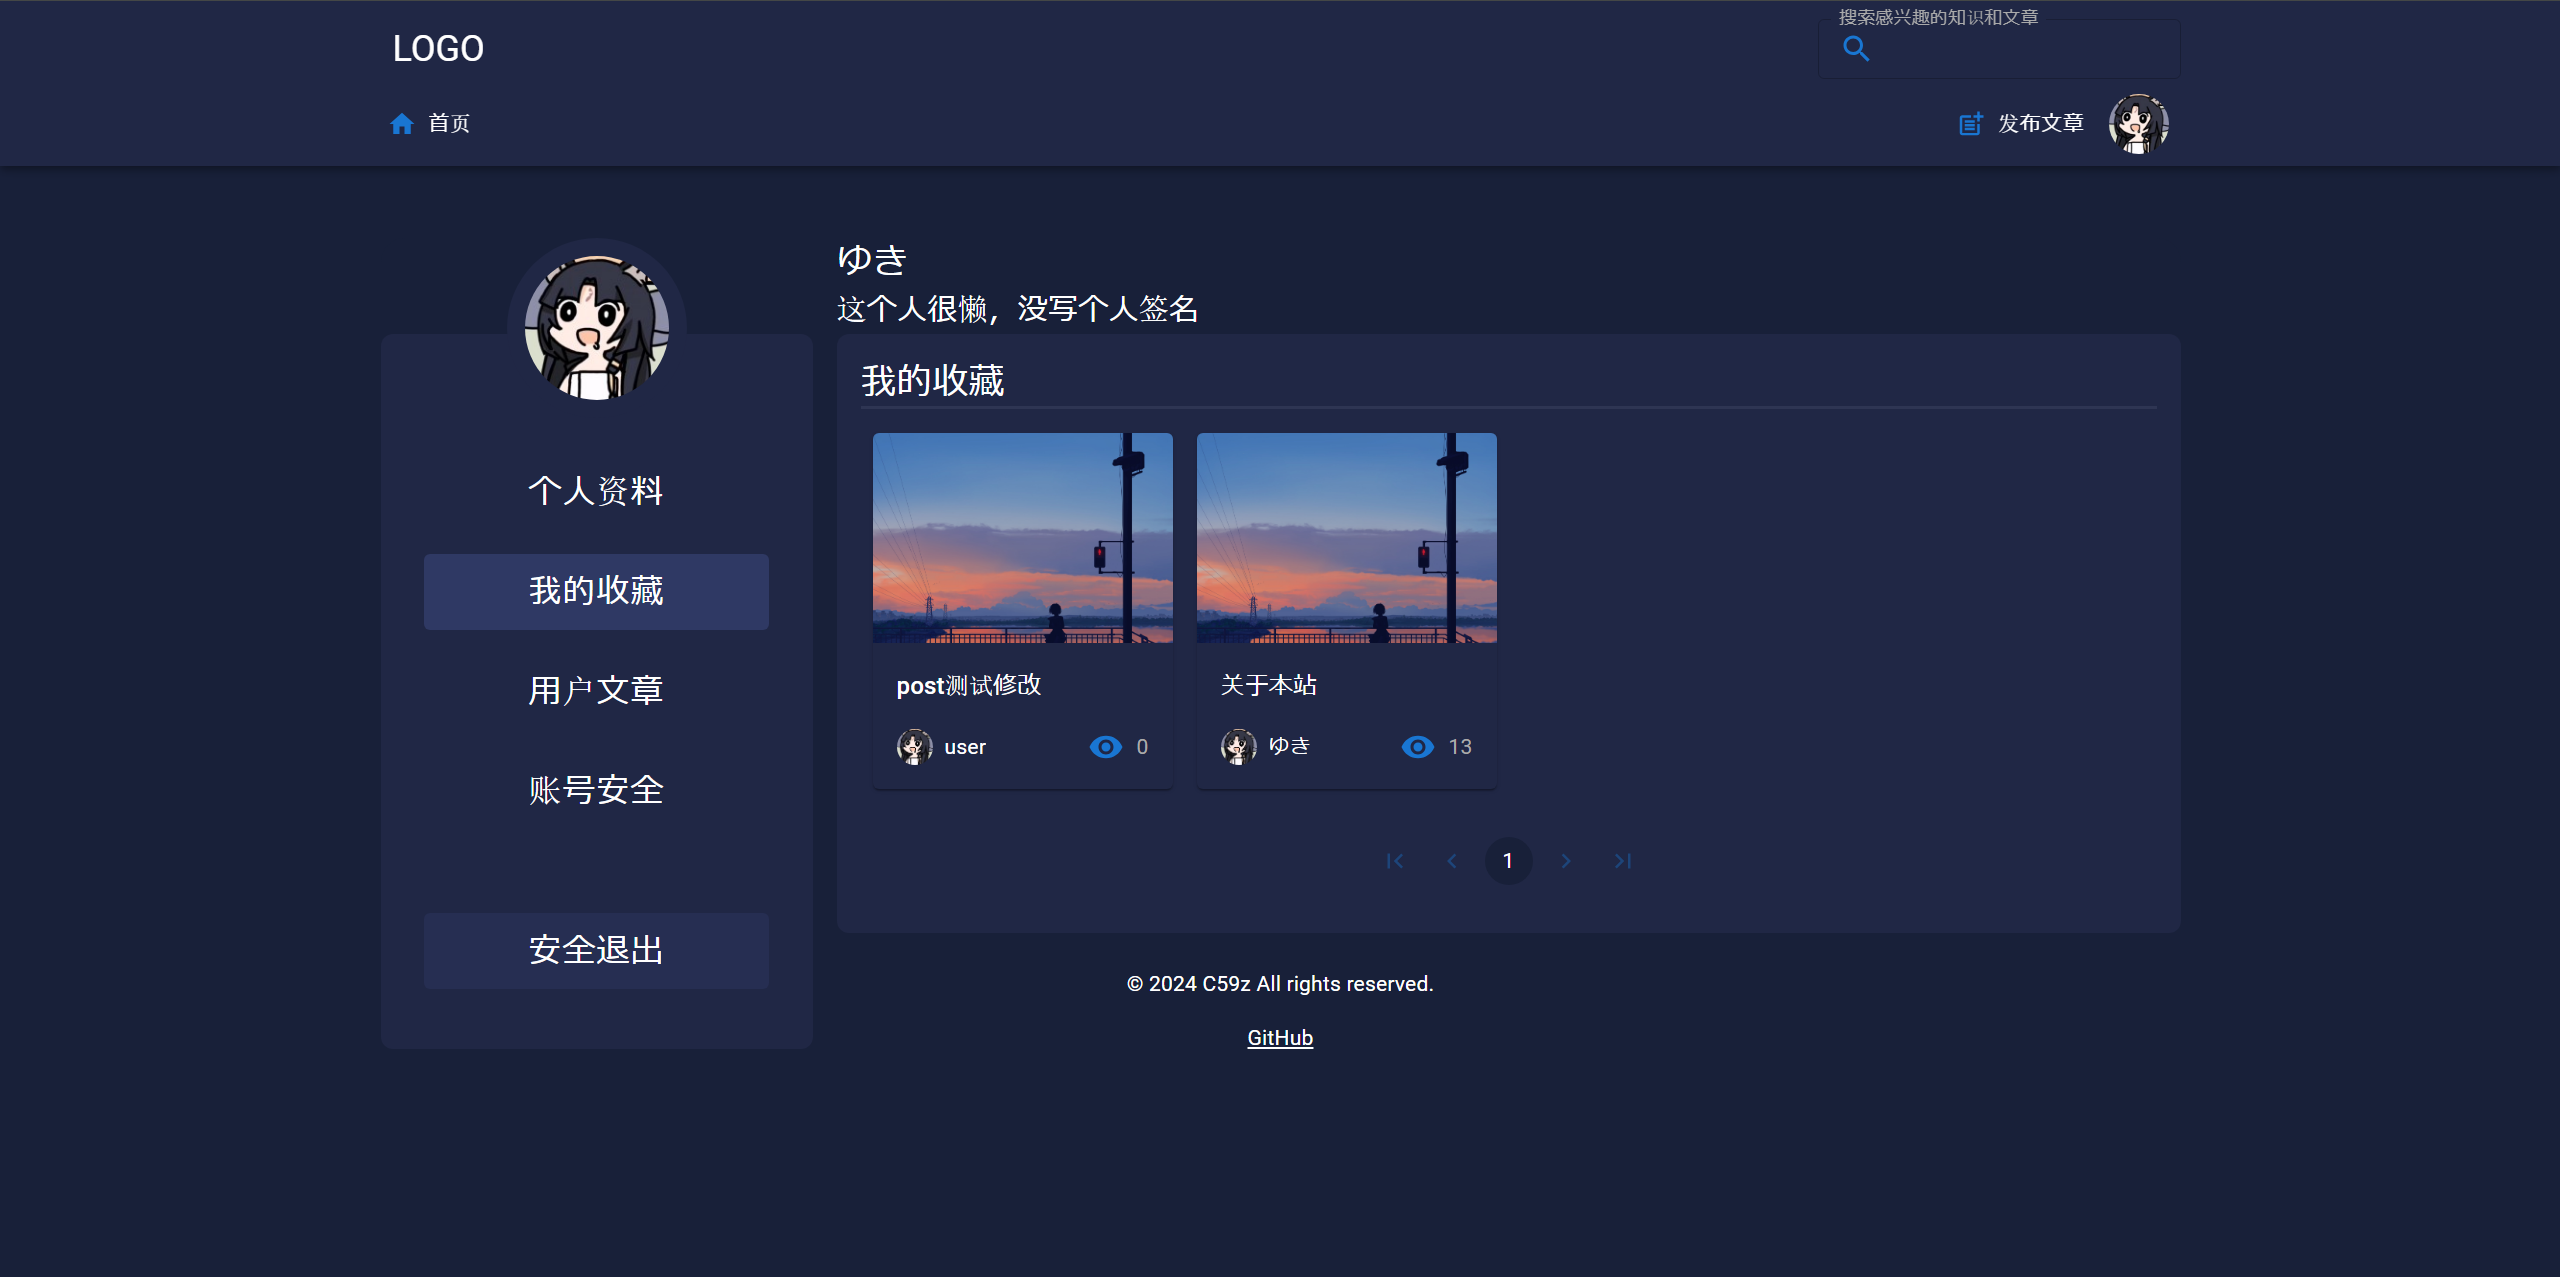 LOGO
搜索感兴趣的知识和文章
首页
发布文章
ゆき
这个人很懒，没写个人签名
个人资料
我的收藏
用户文章
账号安全
安全退出
我的收藏
post测试修改
user
0
关于本站
ゆき
13
1
© 2024 C59z All rights reserved.
GitHub